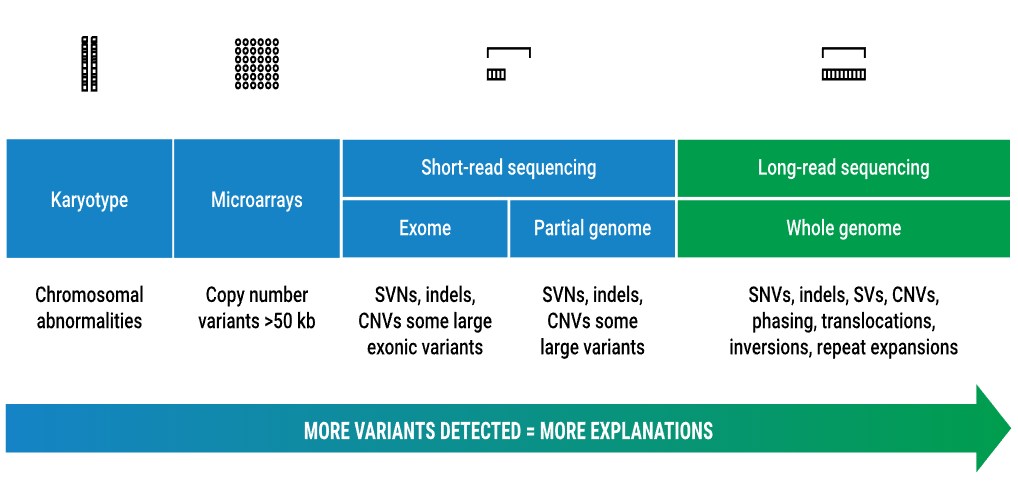 Karyotype
Microarrays
Short-read sequencing
Long-read sequencing
Exome
Partial genome
Whole genome
Chromosomal
abnormalities
Copy number
variants >50 kb
SVNs, indels,
CNVs some large
exonic variants
SVNs, indels,
CNVs some
large variants
SNVs, indels, SVs, CNVs,
phasing, translocations,
inversions, repeat expansions
MORE VARIANTS DETECTED = MORE EXPLANATIONS